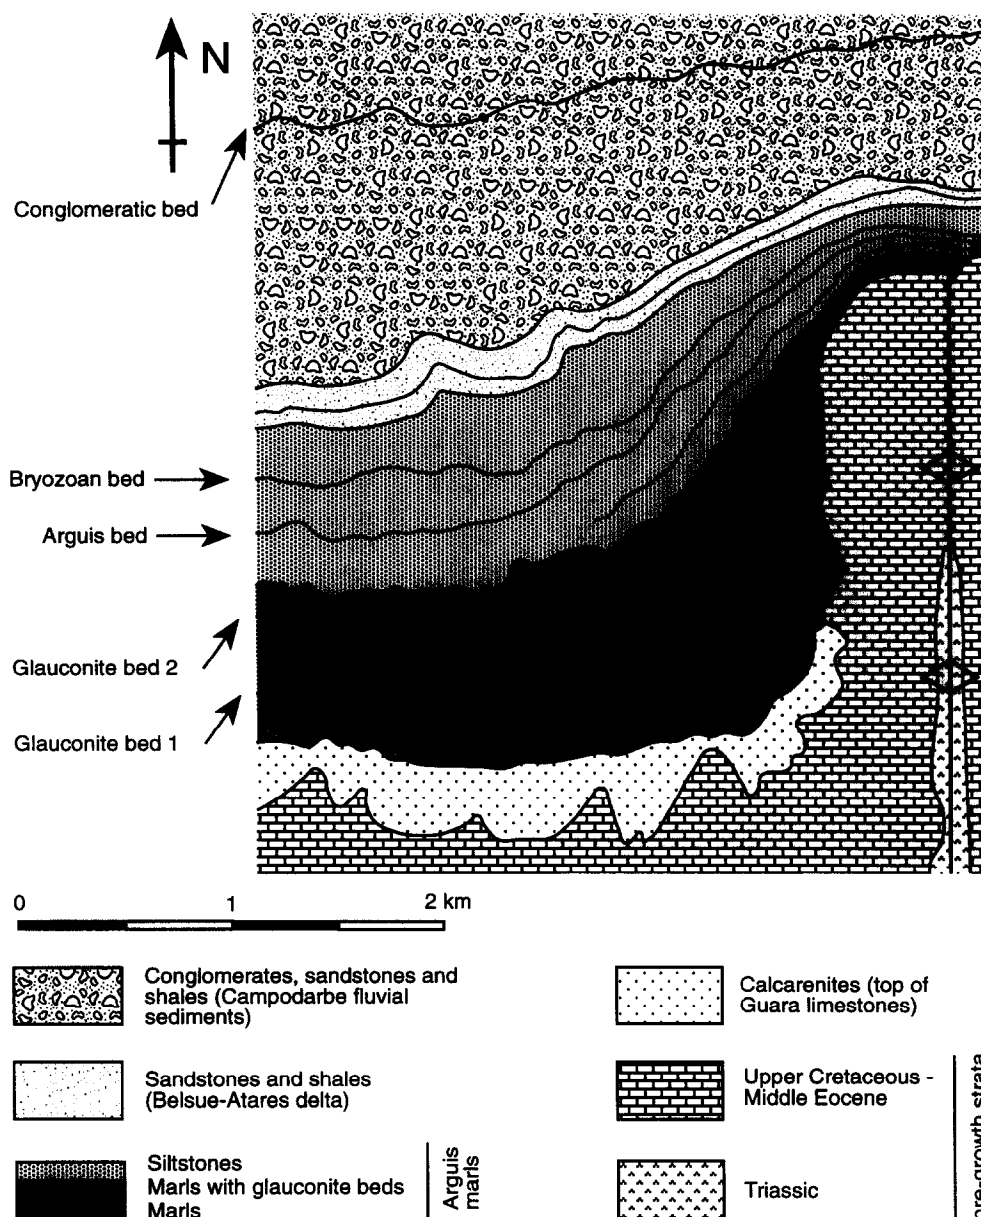 N
Conglomeratic bed
Bryozoan bed
Arguis bed
Glauconite bed 2
Glauconite bed 1
0 1 2 km
Conglomerates, sandstones and
shales (Campodarbe fluvial
sediments)
Sandstones and shales
(Belsue-Atares delta)
Siltstones
Marls with glauconite beds
Marls
Arguis
marls
Calcarenites (top of
Guara limestones)
Upper Cretaceous -
Middle Eocene
Triassic
pre-growth strata